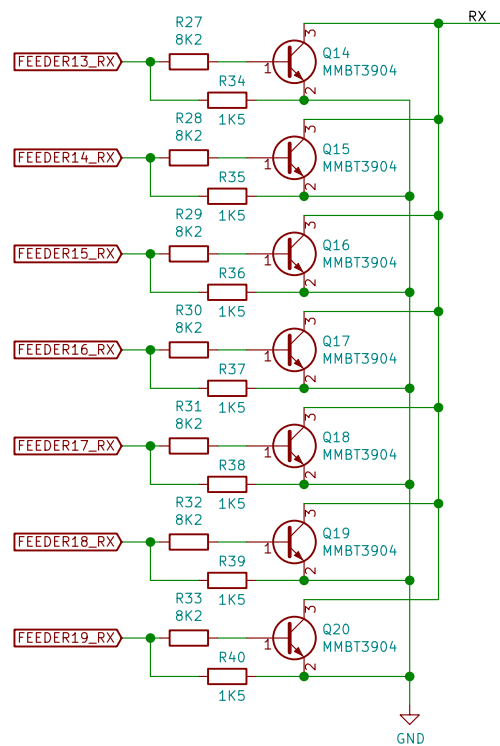 RX
R27
8K2
FEEDER13_RX
1
3
2
Q14
MMBT3904
R34
1K5
R28
8K2
FEEDER14_RX
1
3
2
Q15
MMBT3904
R35
1K5
R29
8K2
FEEDER15_RX
1
3
2
Q16
MMBT3904
R36
1K5
R30
8K2
FEEDER16_RX
1
3
2
Q17
MMBT3904
R37
1K5
R31
8K2
FEEDER17_RX
1
3
2
Q18
MMBT3904
R38
1K5
R32
8K2
FEEDER18_RX
1
3
2
Q19
MMBT3904
R39
1K5
R33
8K2
FEEDER19_RX
1
3
2
Q20
MMBT3904
R40
1K5
GND